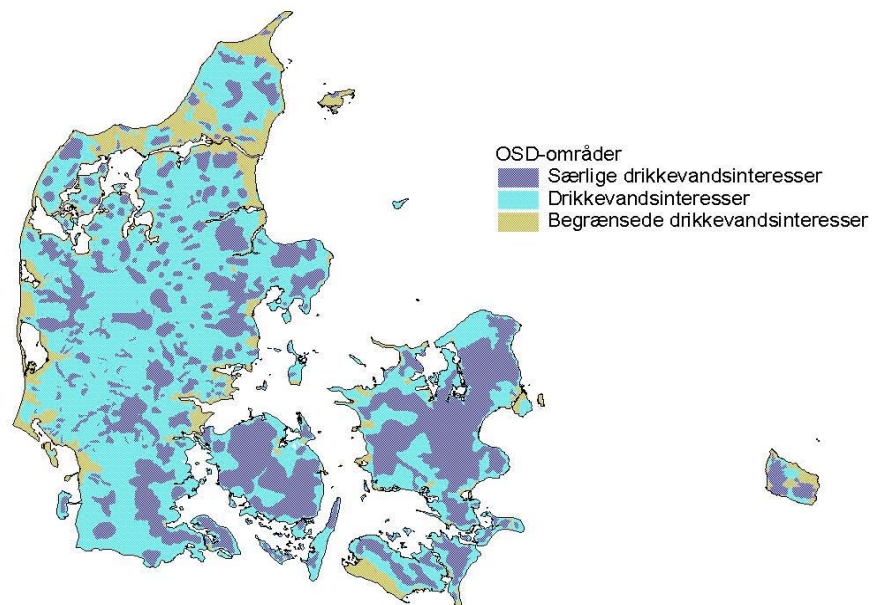 OSD-områder
Særlige drikkevandsinteresser
Drikkevandsinteresser
Begrænsede drikkevandsinteresser